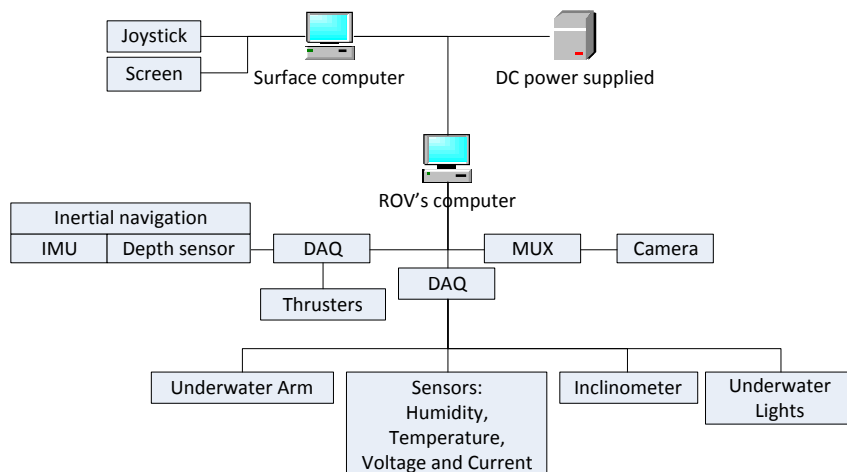 Joystick
Screen
Surface computer
DC power supplied
ROV's computer
Inertial navigation
IMU
Depth sensor
DAQ
MUX
Camera
Thrusters
DAQ
Underwater Arm
Sensors:
Humidity,
Temperature,
Voltage and Current
Inclinometer
Underwater
Lights